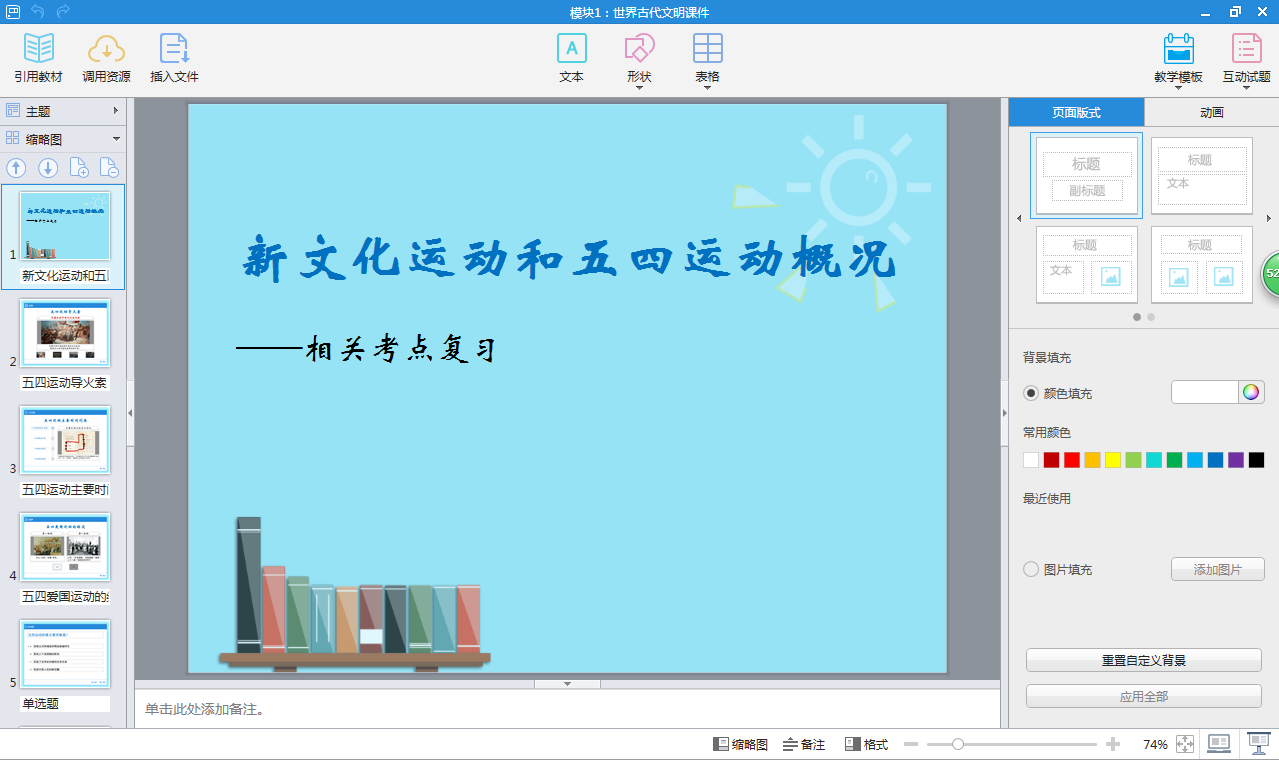 模块1：世界古代文明课件
引用教材
调用资源
插入文件
A
文本
形状
表格
教学模板
互动试题
主题
缩略图
1
新文化运动和五
2
五四运动导火索
3
五四运动主要时
4
五四爱国运动的
5
单选题
新文化运动和五四运动概况
——相关考点复习
单击此处添加备注。
页面版式
动画
标题
副标题
标题
文本
标题
文本
标题
52
背景填充
颜色填充
常用颜色
最近使用
图片填充
添加图片
重置自定义背景
应用全部
缩略图
备注
格式
74%